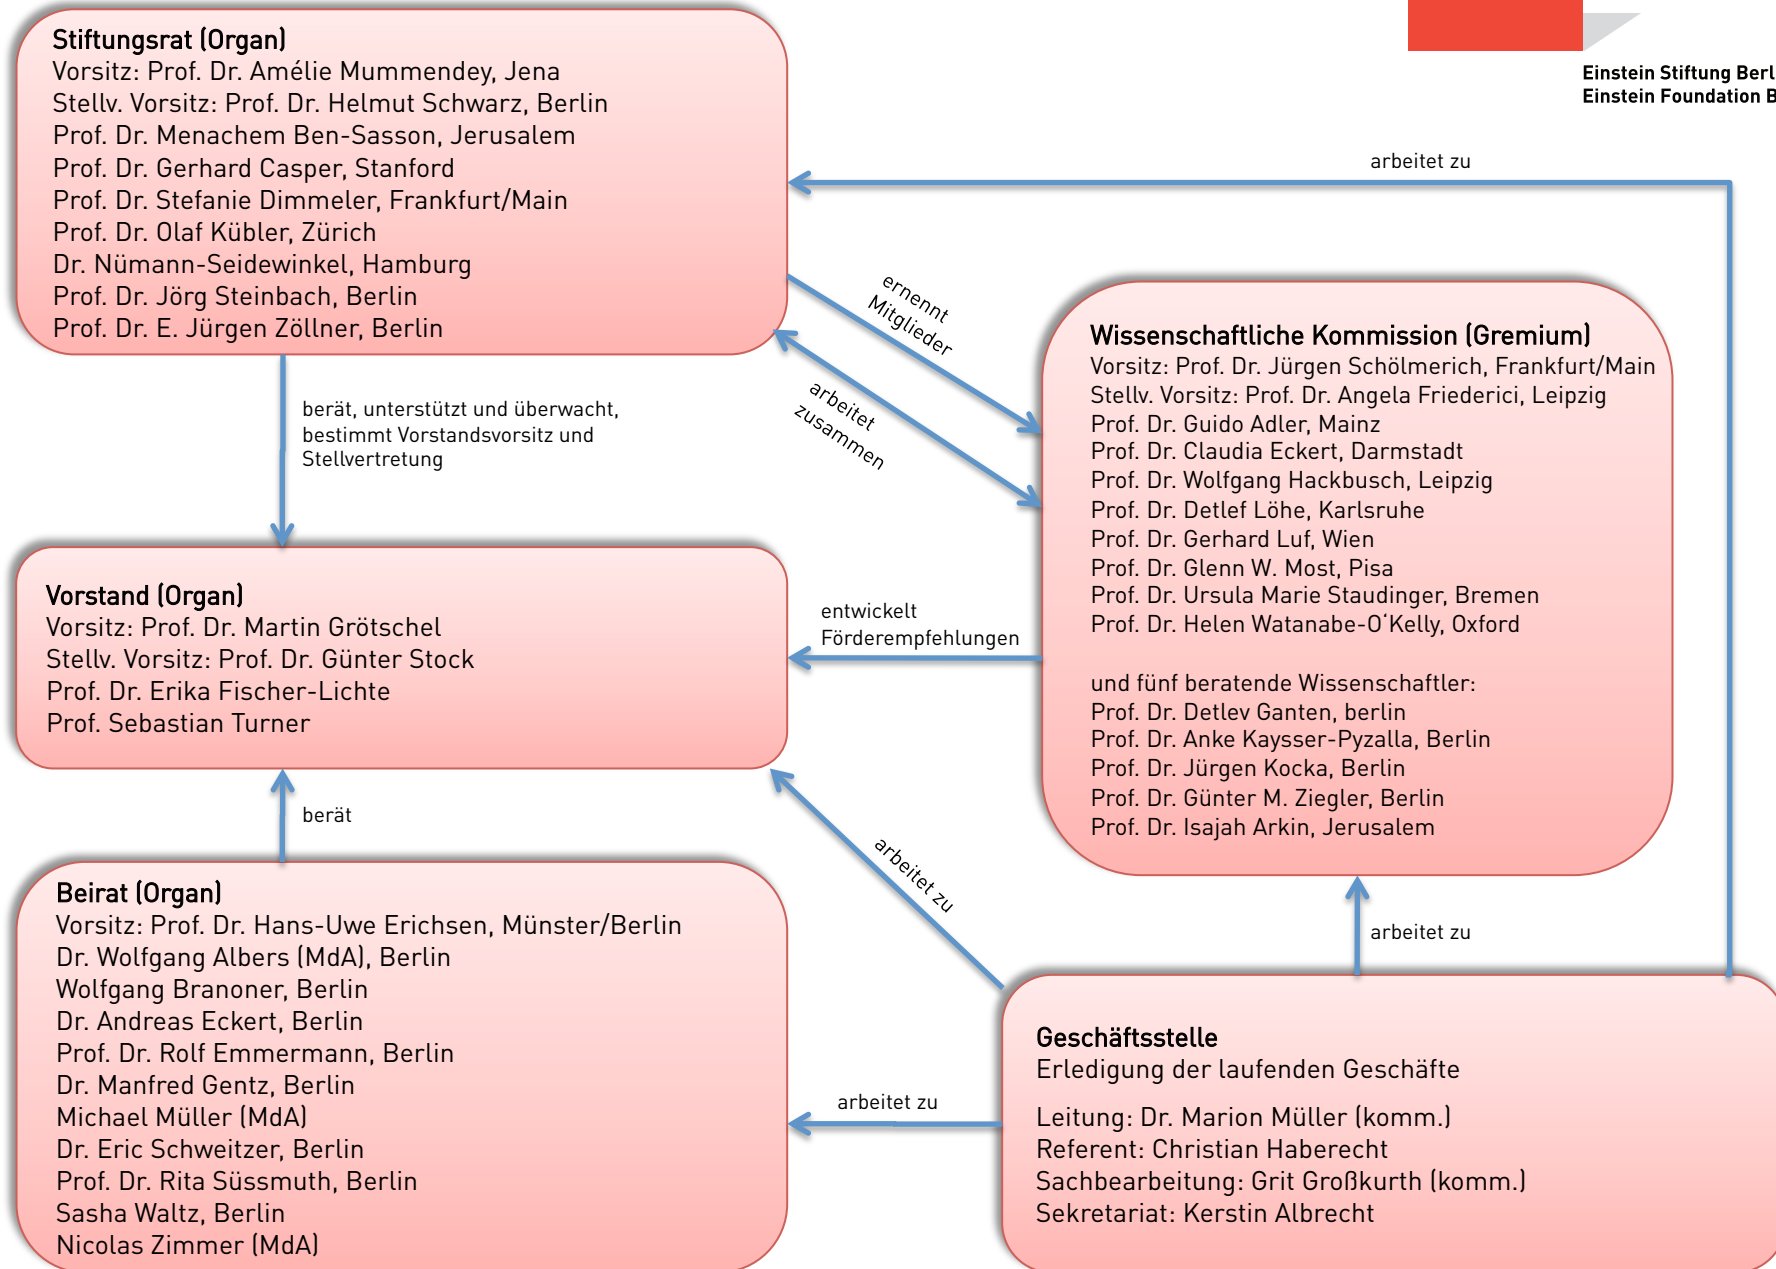 Stiftungsrat (Organ)
Vorsitz: Prof. Dr. Amélie Mummendey, Jena
Stellv. Vorsitz: Prof. Dr. Helmut Schwarz, Berlin
Prof. Dr. Menachem Ben-Sasson, Jerusalem
Prof. Dr. Gerhard Casper, Stanford
Prof. Dr. Stefanie Dimmeler, Frankfurt/Main
Prof. Dr. Olaf Kübler, Zürich
Dr. Nümann-Seidewinkel, Hamburg
Prof. Dr. Jörg Steinbach, Berlin
Prof. Dr. E. Jürgen Zöllner, Berlin
Einstein Stiftung Berl
Einstein Foundation B
arbeitet zu
ernennt
Mitglieder
arbeitet
zusammen
berät, unterstützt und überwacht,
bestimmt Vorstandsvorsitz und
Stellvertretung
Wissenschaftliche Kommission (Gremium)
Vorsitz: Prof. Dr. Jürgen Schölmerich, Frankfurt/Main
Stellv. Vorsitz: Prof. Dr. Angela Friederici, Leipzig
Prof. Dr. Guido Adler, Mainz
Prof. Dr. Claudia Eckert, Darmstadt
Prof. Dr. Wolfgang Hackbusch, Leipzig
Prof. Dr. Detlef Löhe, Karlsruhe
Prof. Dr. Gerhard Luf, Wien
Prof. Dr. Glenn W. Most, Pisa
Prof. Dr. Ursula Marie Staudinger, Bremen
Prof. Dr. Helen Watanabe-O‘Kelly, Oxford
und fünf beratende Wissenschaftler:
Prof. Dr. Detlev Ganten, berlin
Prof. Dr. Anke Kaysser-Pyzalla, Berlin
Prof. Dr. Jürgen Kocka, Berlin
Prof. Dr. Günter M. Ziegler, Berlin
Prof. Dr. Isajah Arkin, Jerusalem
Vorstand (Organ)
Vorsitz: Prof. Dr. Martin Grötschel
Stellv. Vorsitz: Prof. Dr. Günter Stock
Prof. Dr. Erika Fischer-Lichte
Prof. Sebastian Turner
entwickelt
Förderempfehlungen
berät
arbeitet zu
arbeitet zu
Beirat (Organ)
Vorsitz: Prof. Dr. Hans-Uwe Erichsen, Münster/Berlin
Dr. Wolfgang Albers (MdA), Berlin
Wolfgang Branoner, Berlin
Dr. Andreas Eckert, Berlin
Prof. Dr. Rolf Emmermann, Berlin
Dr. Manfred Gentz, Berlin
Michael Müller (MdA)
Dr. Eric Schweitzer, Berlin
Prof. Dr. Rita Süssmuth, Berlin
Sasha Waltz, Berlin
Nicolas Zimmer (MdA)
arbeitet zu
Geschäftsstelle
Erledigung der laufenden Geschäfte
Leitung: Dr. Marion Müller (komm.)
Referent: Christian Haberecht
Sachbearbeitung: Grit Großkurth (komm.)
Sekretariat: Kerstin Albrecht